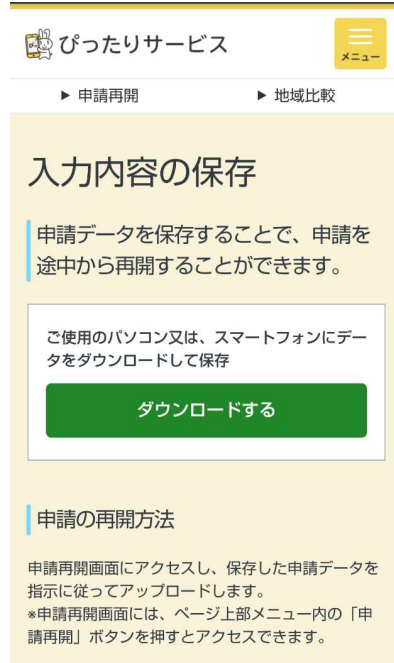 ぴったりサービス
メニュー
▶ 申請再開
▶ 地域比較
入力内容の保存
申請データを保存することで、申請を
途中から再開することができます。
ご使用のパソコン又は、スマートフォンにデー
タをダウンロードして保存
ダウンロードする
申請の再開方法
申請再開画面にアクセスし、保存した申請データを
指示に従ってアップロードします。
※申請再開画面には、ページ上部メニュー内の「申
請再開」ボタンを押すとアクセスできます。